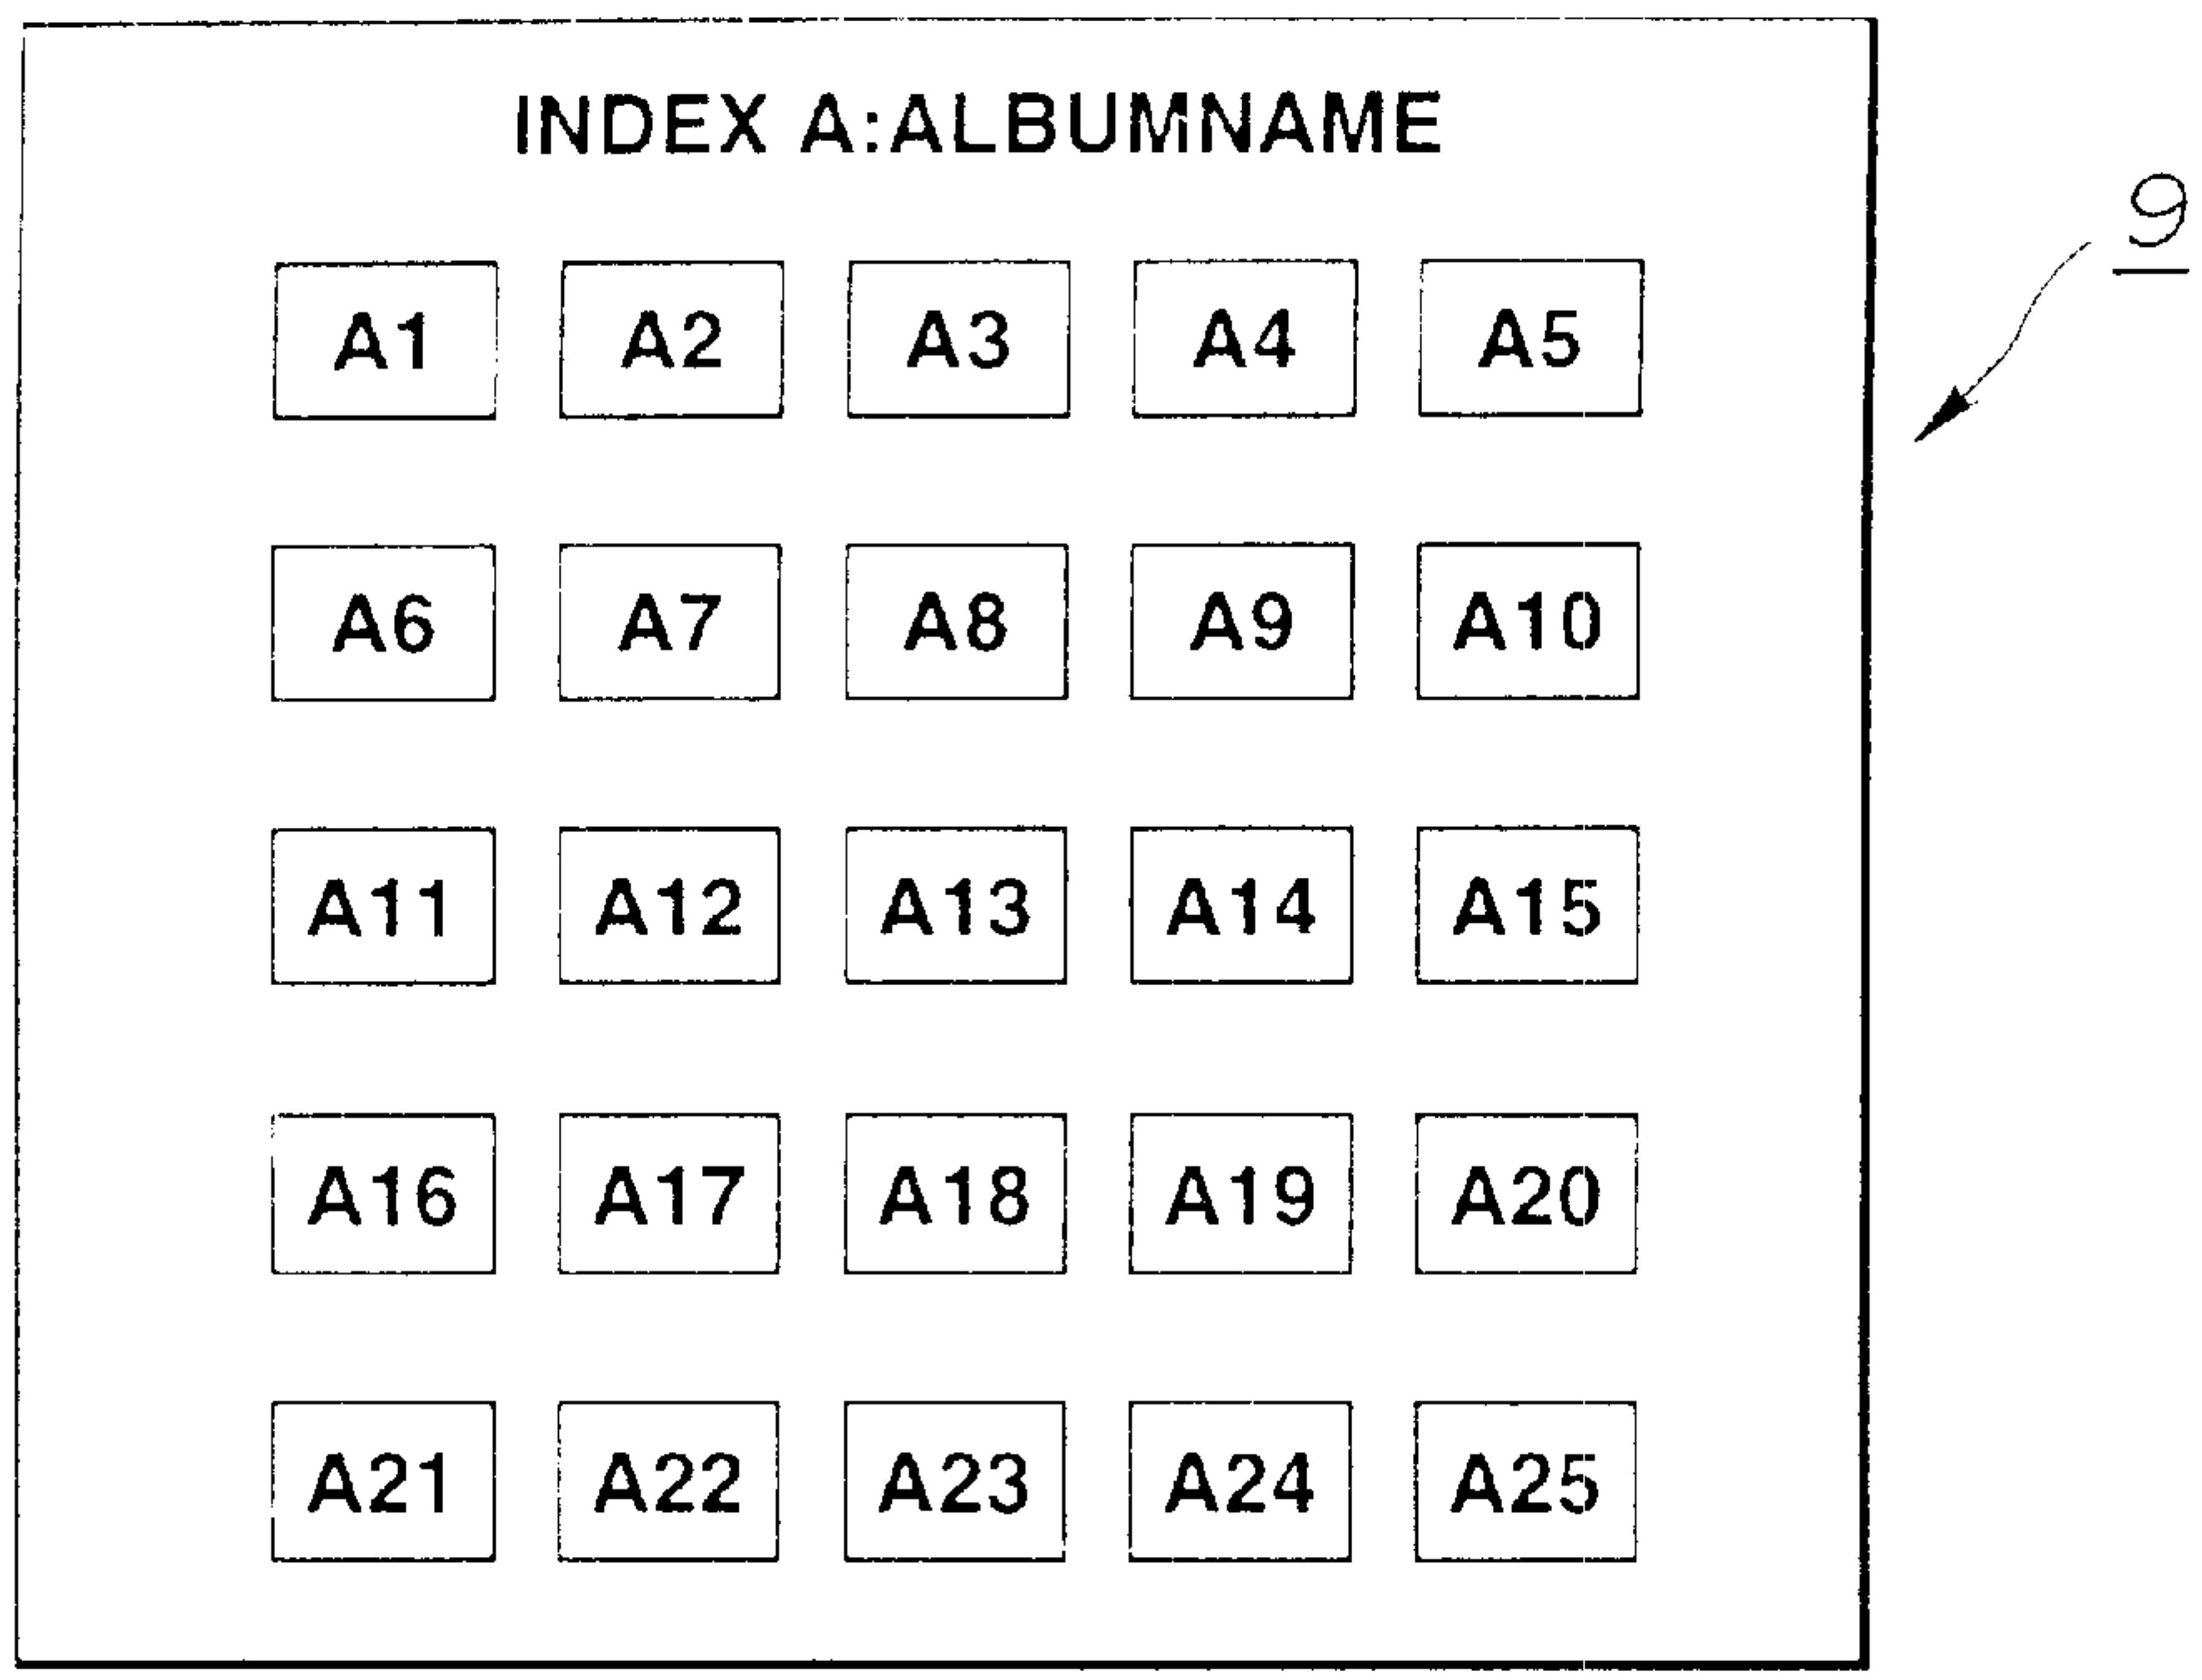 INDEX A:ALBUMNAME
19
A1 A2 A3 A4 A5
A6 A7 A8 A9 A10
A11 A12 A13 A14 A15
A16 A17 A18 A19 A20
A21 A22 A23 A24 A25